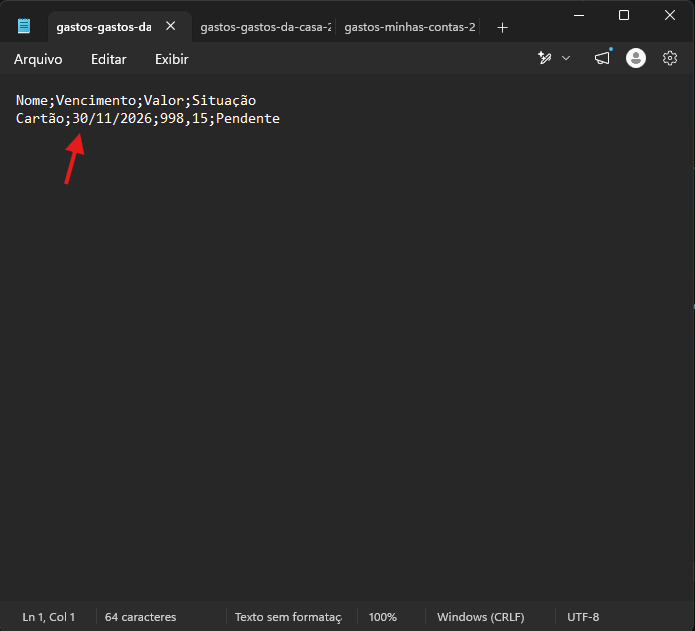 gastos-gastos-da
gastos-gastos-da-casa-2
gastos-minhas-contas-2
Arquivo
Editar
Exibir
Nome;Vencimento;Valor;Situação
Cartão;30/11/2026;998,15;Pendente
Ln 1, Col 1
64 caracteres
Texto sem formataç
100%
Windows (CRLF)
UTF-8